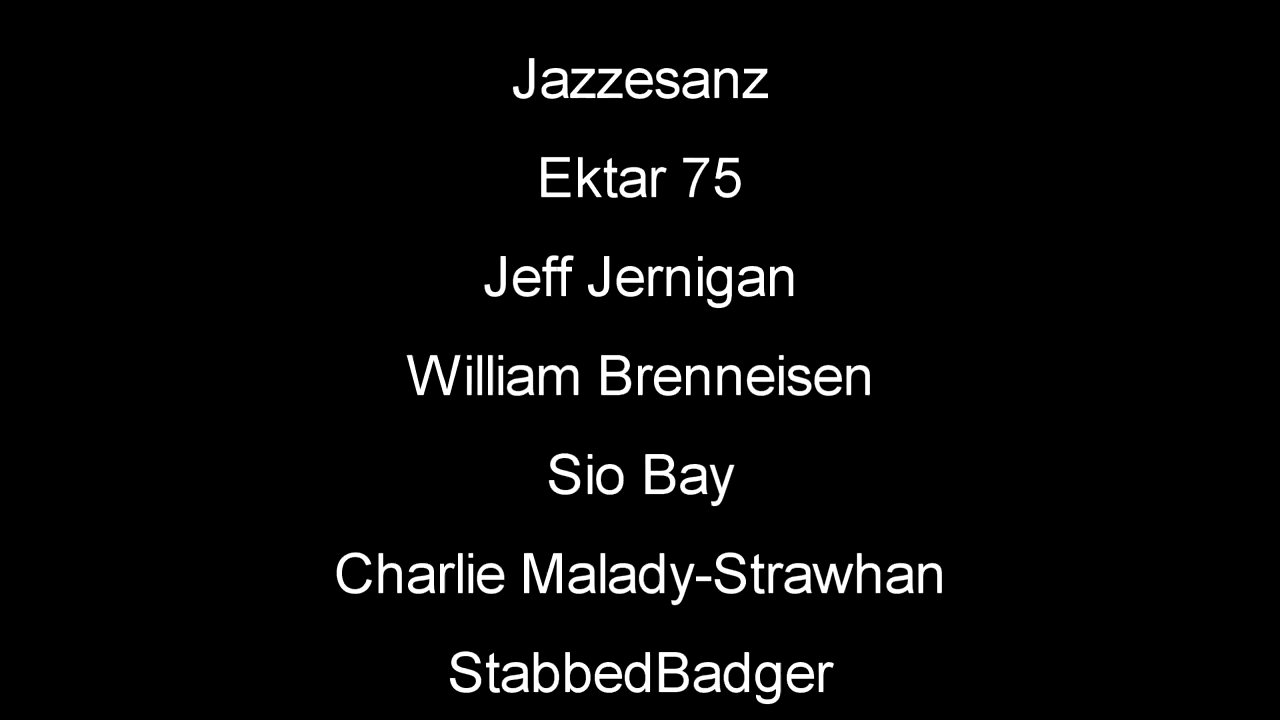 Jazzesanz
Ektar 75
Jeff Jernigan
William Brenneisen
Sio Bay
Charlie Malady-Strawhan
StabbedBadger